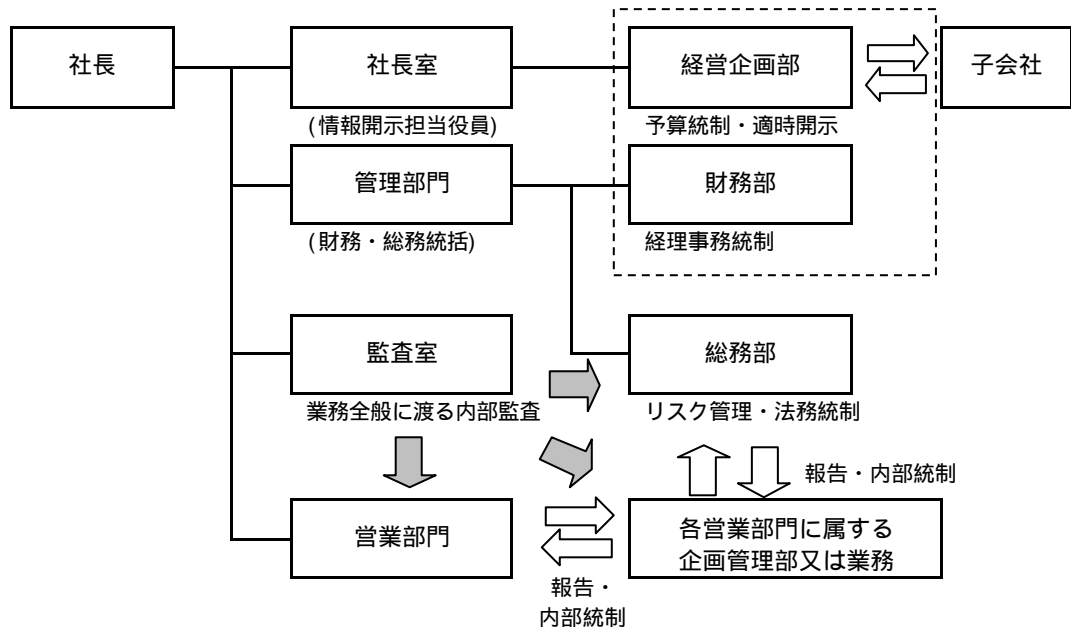 社長
社長室
経営企画部
子会社
(情報開示担当役員)
予算統制・適時開示
管理部門
財務部
(財務・総務統括)
経理事務統制
監査室
総務部
業務全般に渡る内部監査
リスク管理・法務統制
報告・内部統制
営業部門
各営業部門に属する
企画管理部又は業務
報告・
内部統制